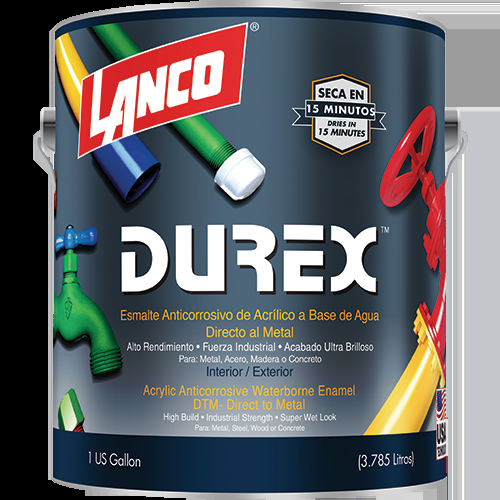 LANCO®
SECA EN
15 MINUTOS
DRIES IN
15 MINUTES
DUREX™
Esmalte Anticorrosivo de Acrílico a Base de Agua
Directo al Metal
Alto Rendimiento • Fuerza Industrial • Acabado Ultra Brilloso
Para: Metal, Acero, Madera o Concreto
Interior / Exterior
Acrylic Anticorrosive Waterborne Enamel
DTM- Direct to Metal
High Build • Industrial Strength • Super Wet Look
Para: Metal, Steel, Wood or Concrete
USA
1 US Gallon
(3.785 Litros)